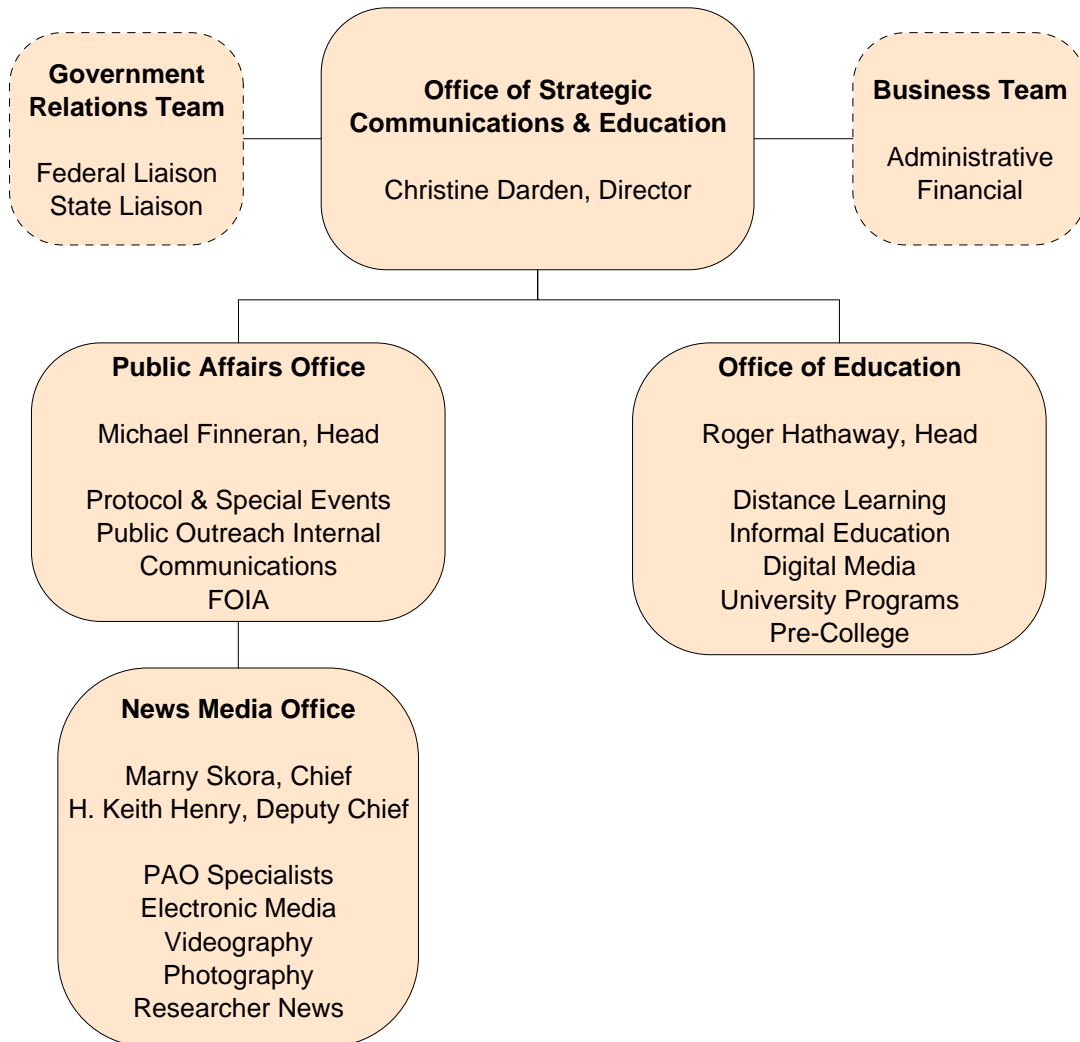 Government
Relations Team
Federal Liaison
State Liaison
Office of Strategic
Communications & Education
Christine Darden, Director
Business Team
Administrative
Financial
Public Affairs Office
Michael Finneran, Head
Protocol & Special Events
Public Outreach Internal
Communications
FOIA
Office of Education
Roger Hathaway, Head
Distance Learning
Informal Education
Digital Media
University Programs
Pre-College
News Media Office
Marny Skora, Chief
H. Keith Henry, Deputy Chief
PAO Specialists
Electronic Media
Videography
Photography
Researcher News